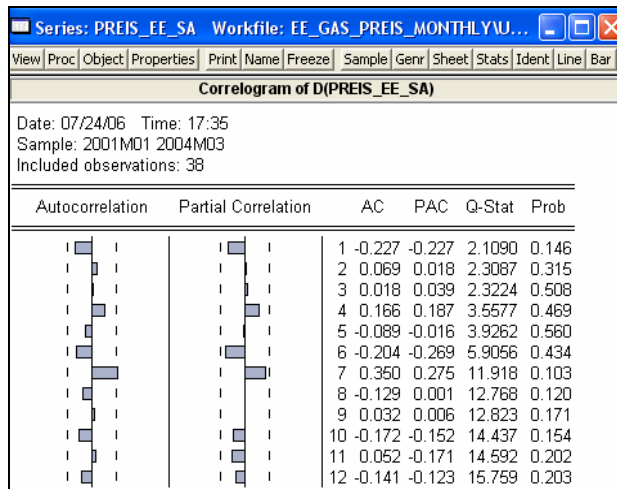 Series: PREIS_EE_SA Workfile: EE_GAS_PREIS_MONTHLY\U...
View Proc Object Properties Print Name Freeze Sample Genr Sheet Stats Ident Line Bar
Correlogram of D(PREIS_EE_SA)
Date: 07/24/06 Time: 17:35
Sample: 2001M01 2004M03
Included observations: 38
Autocorrelation Partial Correlation AC PAC Q-Stat Prob
1 -0.227 -0.227 2.1090 0.146
2 0.069 0.018 2.3087 0.315
3 0.018 0.039 2.3224 0.508
4 0.166 0.187 3.5577 0.469
5 -0.089 -0.016 3.9262 0.560
6 -0.204 -0.269 5.9056 0.434
7 0.350 0.275 11.918 0.103
8 -0.129 0.001 12.768 0.120
9 0.032 0.006 12.823 0.171
10 -0.172 -0.152 14.437 0.154
11 0.052 -0.171 14.592 0.202
12 -0.141 -0.123 15.759 0.203